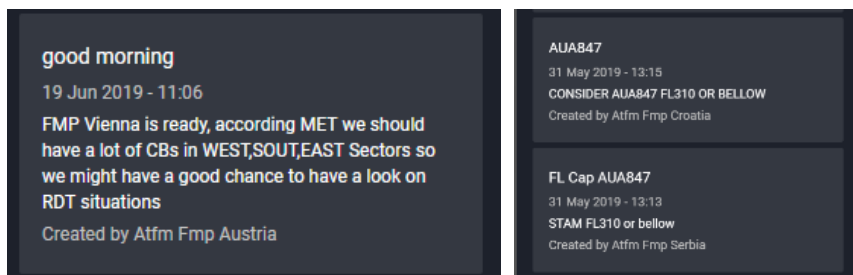 good morning
19 Jun 2019 - 11:06
FMP Vienna is ready, according MET we should
have a lot of CBs in WEST,SOUT,EAST Sectors so
we might have a good chance to have a look on
RDT situations
Created by Atfm Fmp Austria
AUA847
31 May 2019 - 13:15
CONSIDER AUA847 FL310 OR BELLOW
Created by Atfm Fmp Croatia
FL Cap AUA847
31 May 2019 - 13:13
STAM FL310 or bellow
Created by Atfm Fmp Serbia